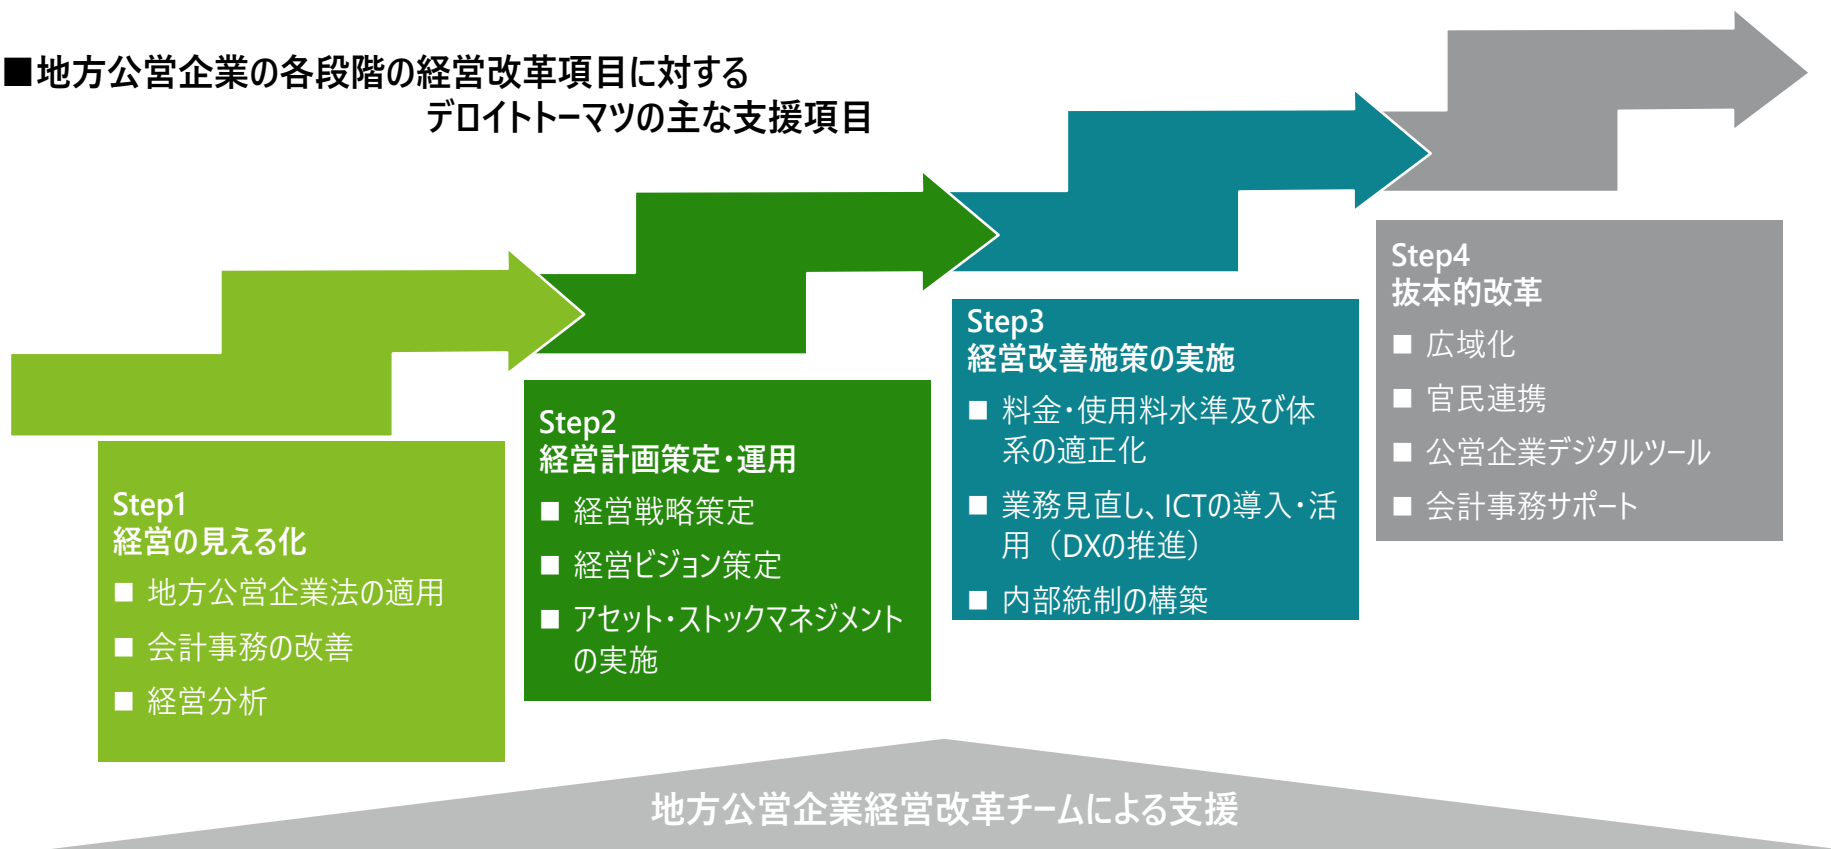 ■地方公営企業の各段階の経営改革項目に対する
デロイトトーマツの主な支援項目
Step1
経営の見える化
■ 地方公営企業法の適用
■ 会計事務の改善
■ 経営分析
Step2
経営計画策定・運用
■ 経営戦略策定
■ 経営ビジョン策定
■ アセット・ストックマネジメント
の実施
Step3
経営改善施策の実施
■ 料金・使用料水準及び体
系の適正化
■ 業務見直し、ICTの導入・活
用（DXの推進）
■ 内部統制の構築
Step4
抜本的改革
■ 広域化
■ 官民連携
■ 公営企業デジタルツール
■ 会計事務サポート
地方公営企業経営改革チームによる支援